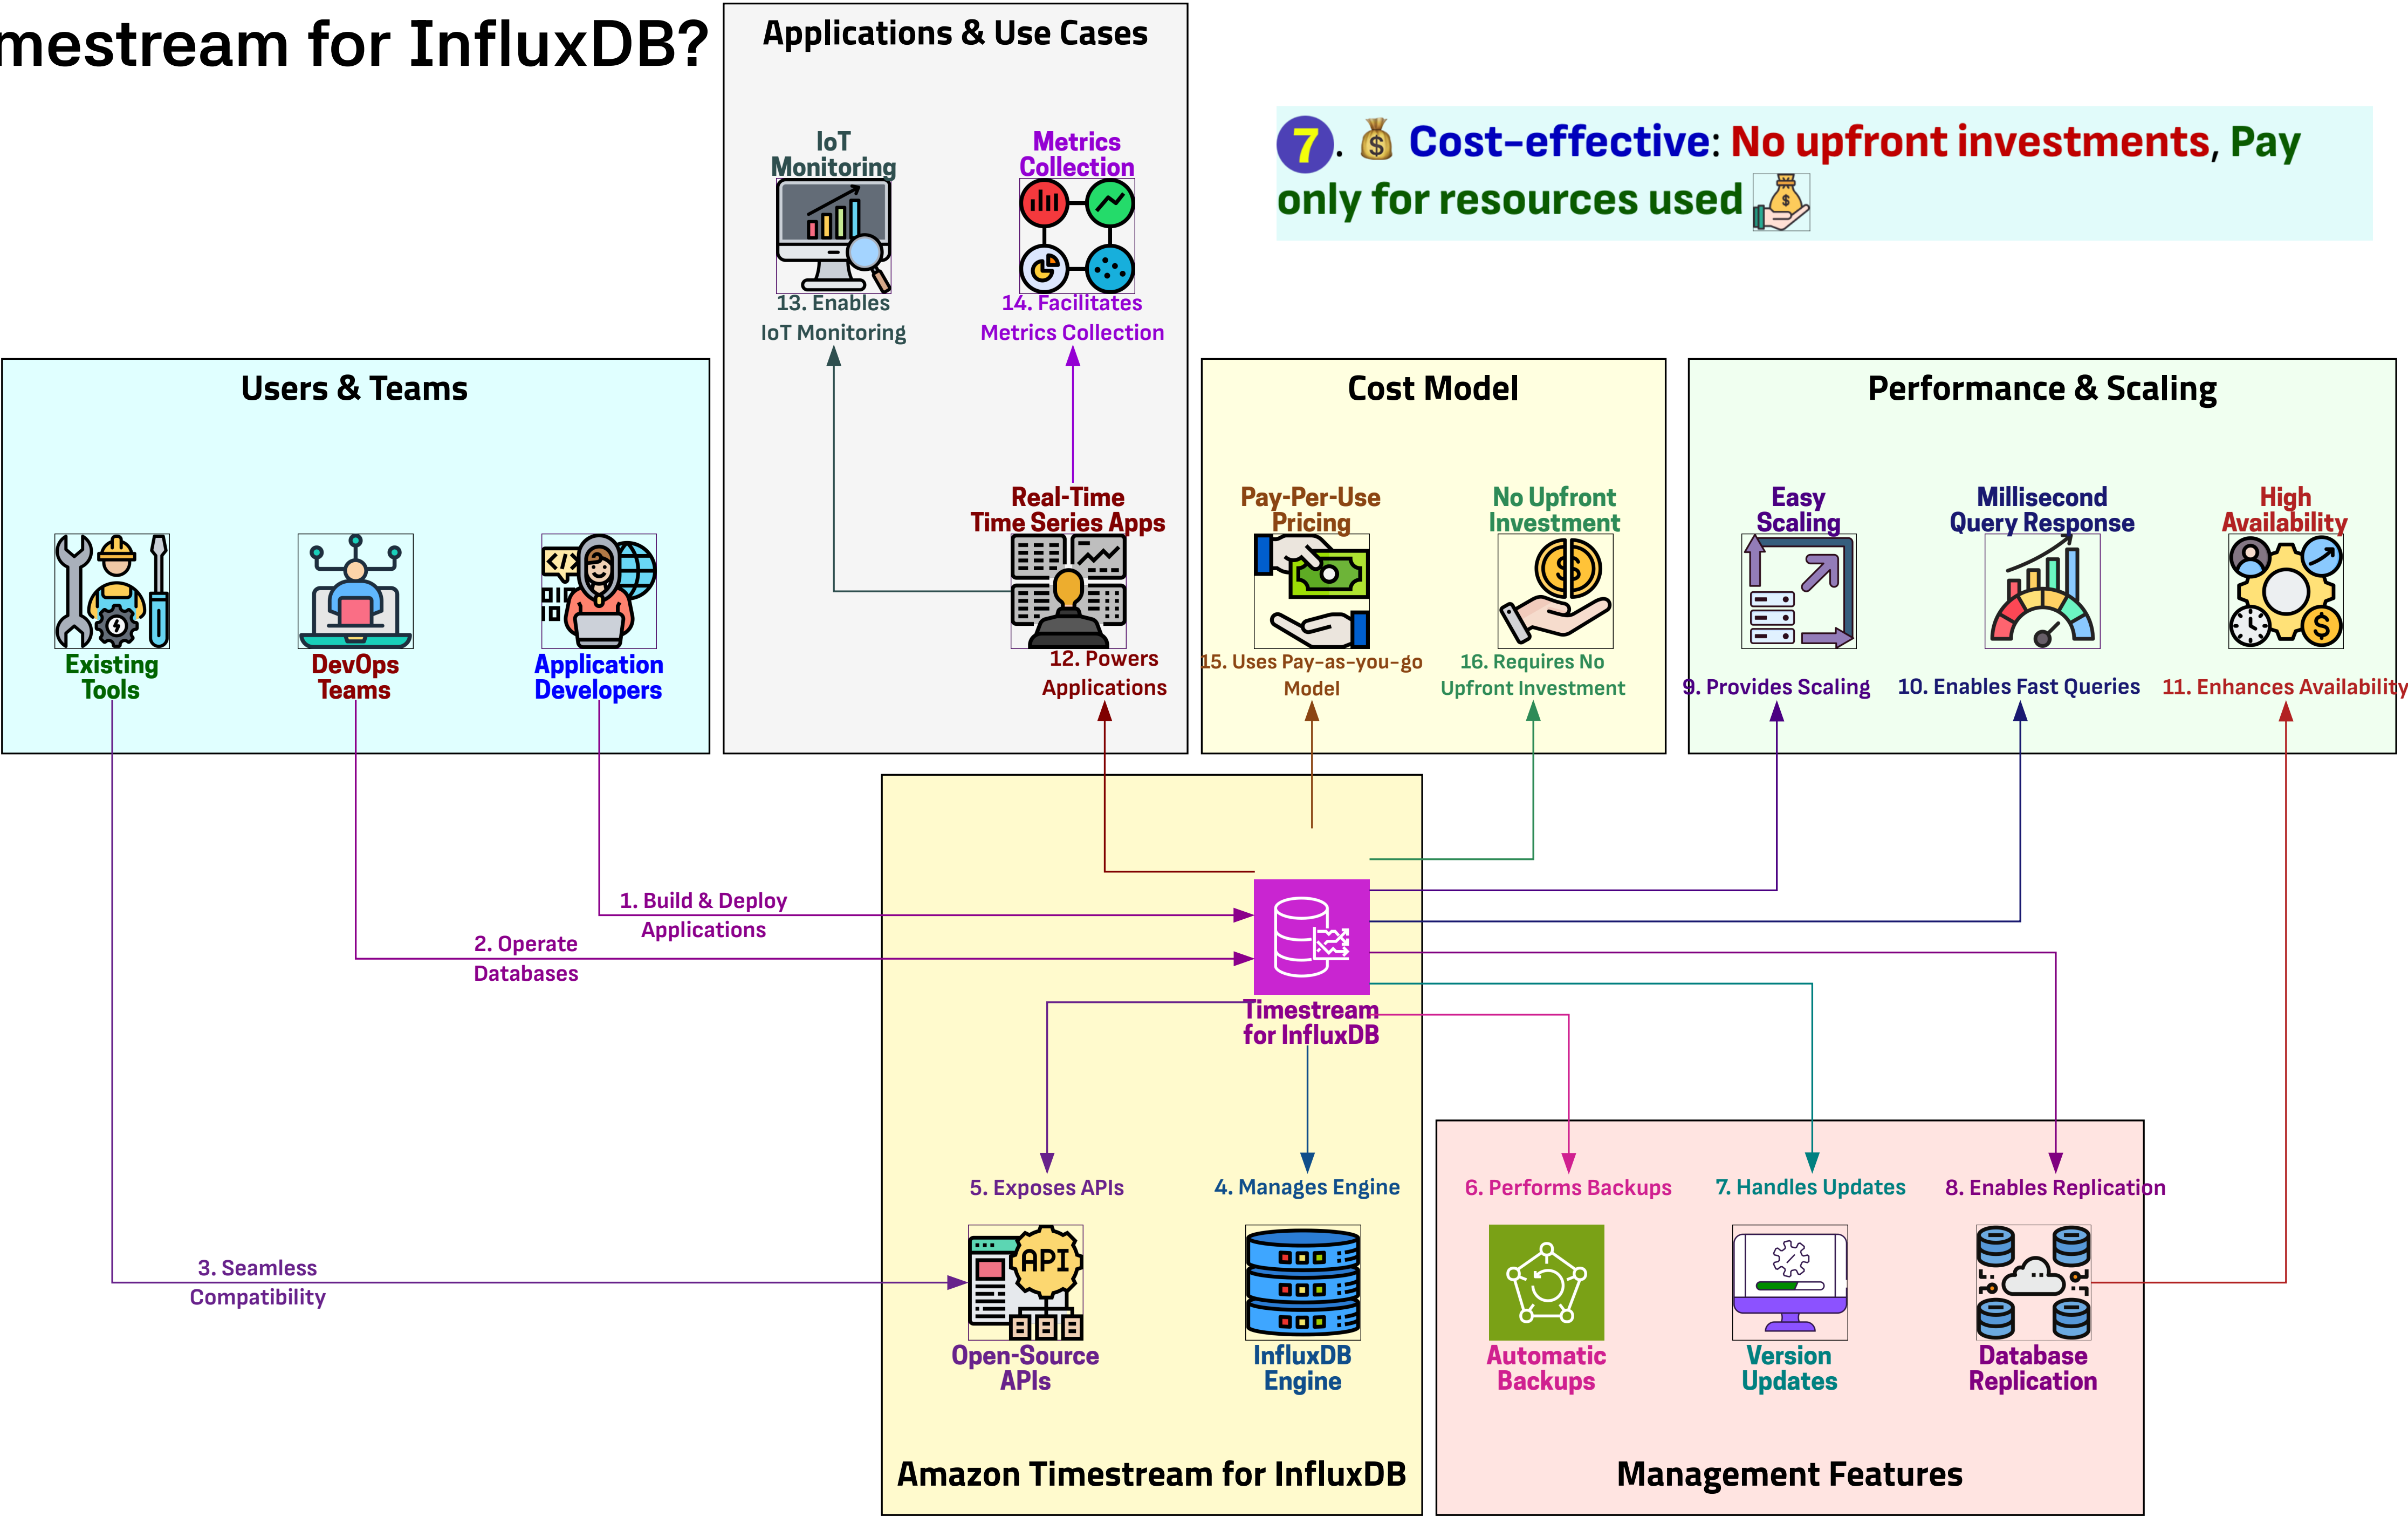 mestream for InfluxDB?
Applications & Use Cases
IoT
Monitoring
13. Enables
IoT Monitoring
Metrics
Collection
14. Facilitates
Metrics Collection
Real-Time
Time Series Apps
12. Powers
Applications
7. 💰 Cost-effective: No upfront investments, Pay
only for resources used
Users & Teams
Existing
Tools
DevOps
Teams
Application
Developers
Cost Model
Pay-Per-Use
Pricing
15. Uses Pay-as-you-go
Model
No Upfront
Investment
16. Requires No
Upfront Investment
Performance & Scaling
Easy
Scaling
9. Provides Scaling
Millisecond
Query Response
10. Enables Fast Queries
High
Availability
11. Enhances Availability
1. Build & Deploy
Applications
2. Operate
Databases
3. Seamless
Compatibility
Timestream
for InfluxDB
5. Exposes APIs
4. Manages Engine
API
Open-Source
APIs
InfluxDB
Engine
Amazon Timestream for InfluxDB
6. Performs Backups
7. Handles Updates
8. Enables Replication
Automatic
Backups
Version
Updates
Database
Replication
Management Features